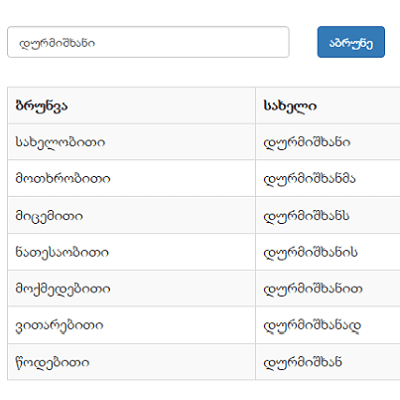 დურმიშხანი აბრუნე
ბრუნვა სახელი
სახელობითი დურმიშხანი
მოთხრობითი დურმიშხანმა
მიცემითი დურმიშხანს
ნათესაობითი დურმიშხანის
მოქმედებითი დურმიშხანით
ვითარებითი დურმიშხანად
წოდებითი დურმიშხან